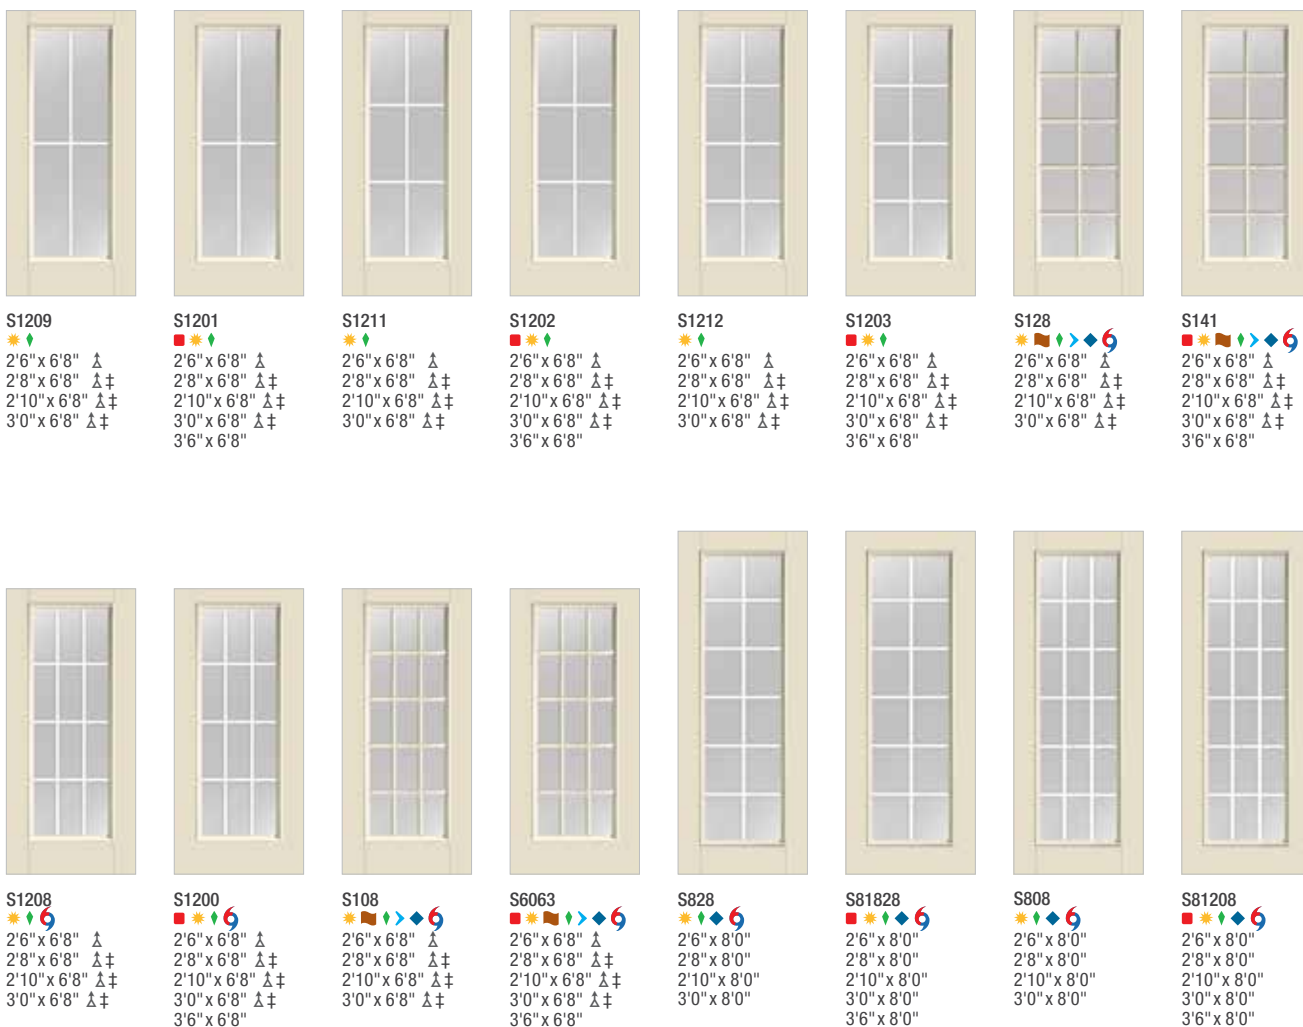 S1209
2'6" x 6'8"
2'8" x 6'8" ‡
2'10" x 6'8" ‡
3'0" x 6'8" ‡
S1201
2'6" x 6'8"
2'8" x 6'8" ‡
2'10" x 6'8" ‡
3'0" x 6'8" ‡
3'6" x 6'8"
S1211
2'6" x 6'8"
2'8" x 6'8" ‡
2'10" x 6'8" ‡
3'0" x 6'8" ‡
S1202
2'6" x 6'8"
2'8" x 6'8" ‡
2'10" x 6'8" ‡
3'0" x 6'8" ‡
3'6" x 6'8"
S1212
2'6" x 6'8"
2'8" x 6'8" ‡
2'10" x 6'8" ‡
3'0" x 6'8" ‡
S1203
2'6" x 6'8"
2'8" x 6'8" ‡
2'10" x 6'8" ‡
3'0" x 6'8" ‡
3'6" x 6'8"
S128
2'6" x 6'8"
2'8" x 6'8" ‡
2'10" x 6'8" ‡
3'0" x 6'8" ‡
S141
2'6" x 6'8"
2'8" x 6'8" ‡
2'10" x 6'8" ‡
3'0" x 6'8" ‡
3'6" x 6'8"
S1208
2'6" x 6'8"
2'8" x 6'8" ‡
2'10" x 6'8" ‡
3'0" x 6'8" ‡
S1200
2'6" x 6'8"
2'8" x 6'8" ‡
2'10" x 6'8" ‡
3'0" x 6'8" ‡
3'6" x 6'8"
S108
2'6" x 6'8"
2'8" x 6'8" ‡
2'10" x 6'8" ‡
3'0" x 6'8" ‡
S6063
2'6" x 6'8"
2'8" x 6'8" ‡
2'10" x 6'8" ‡
3'0" x 6'8" ‡
3'6" x 6'8"
S828
2'6" x 8'0"
2'8" x 8'0"
2'10" x 8'0"
3'0" x 8'0"
S81828
2'6" x 8'0"
2'8" x 8'0"
2'10" x 8'0"
3'0" x 8'0"
3'6" x 8'0"
S808
2'6" x 8'0"
2'8" x 8'0"
2'10" x 8'0"
3'0" x 8'0"
S81208
2'6" x 8'0"
2'8" x 8'0"
2'10" x 8'0"
3'0" x 8'0"
3'6" x 8'0"